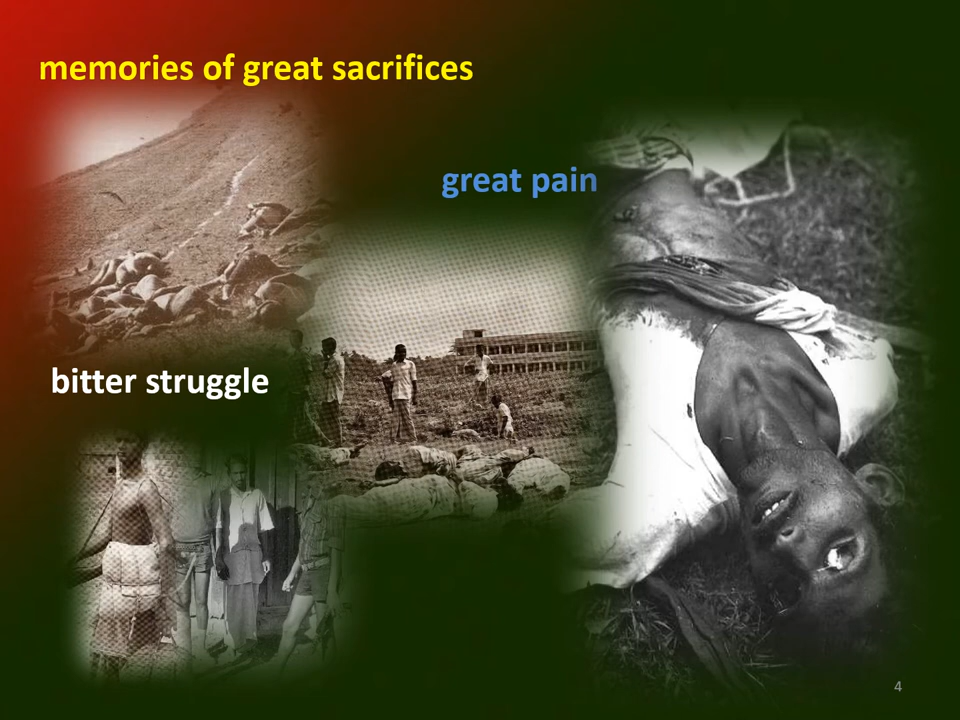 memories of great sacrifices
great pain
bitter struggle
4